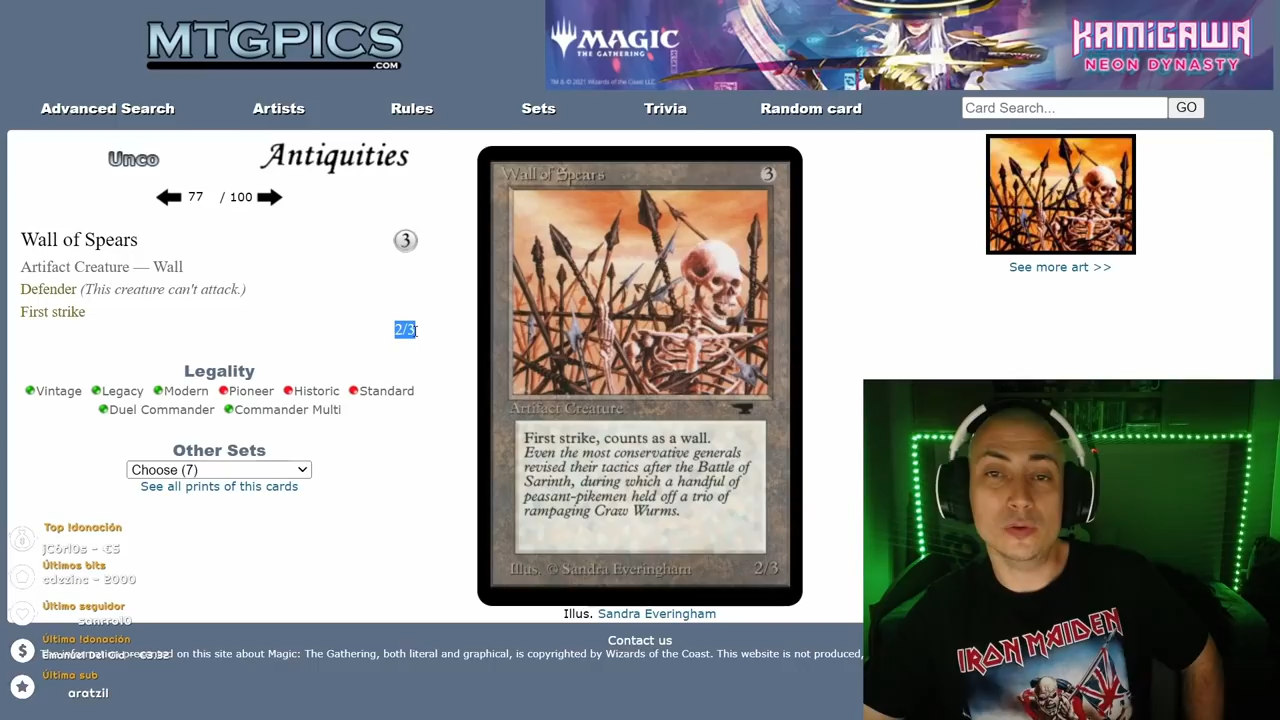 MTGPICS
.COM
MAGIC
THE GATHERING
KAMIGAWA
NEON DYNASTY
Advanced Search
Artists
Rules
Sets
Trivia
Random card
Card Search...
GO
Unco
Antiquities
77 / 100
Wall of Spears
3
Artifact Creature — Wall
Defender (This creature can't attack.)
First strike
2/3
Legality
Vintage Legacy Modern Pioneer Historic Standard
Duel Commander Commander Multi
Other Sets
Choose (7)
See all prints of this cards
Wall of Spears 3
Artifact Creature
First strike, counts as a wall.
Even the most conservative generals
revised their tactics after the Battle of
Sarinth, during which a handful of
peasant-pikemen held off a trio of
rampaging Craw Wurms.
Illus. © Sandra Everingham 2/3
Illus. Sandra Everingham
See more art >>
Top !donación
jC6rl0s - €5
Últimos bits
cdezinc - 2000
Último seguidor
Última !donación
Última sub
aratzil
Contact us
on this site about Magic: The Gathering, both literal and graphical, is copyrighted by Wizards of the Coast. This website is not produced,
IRON MAIDEN